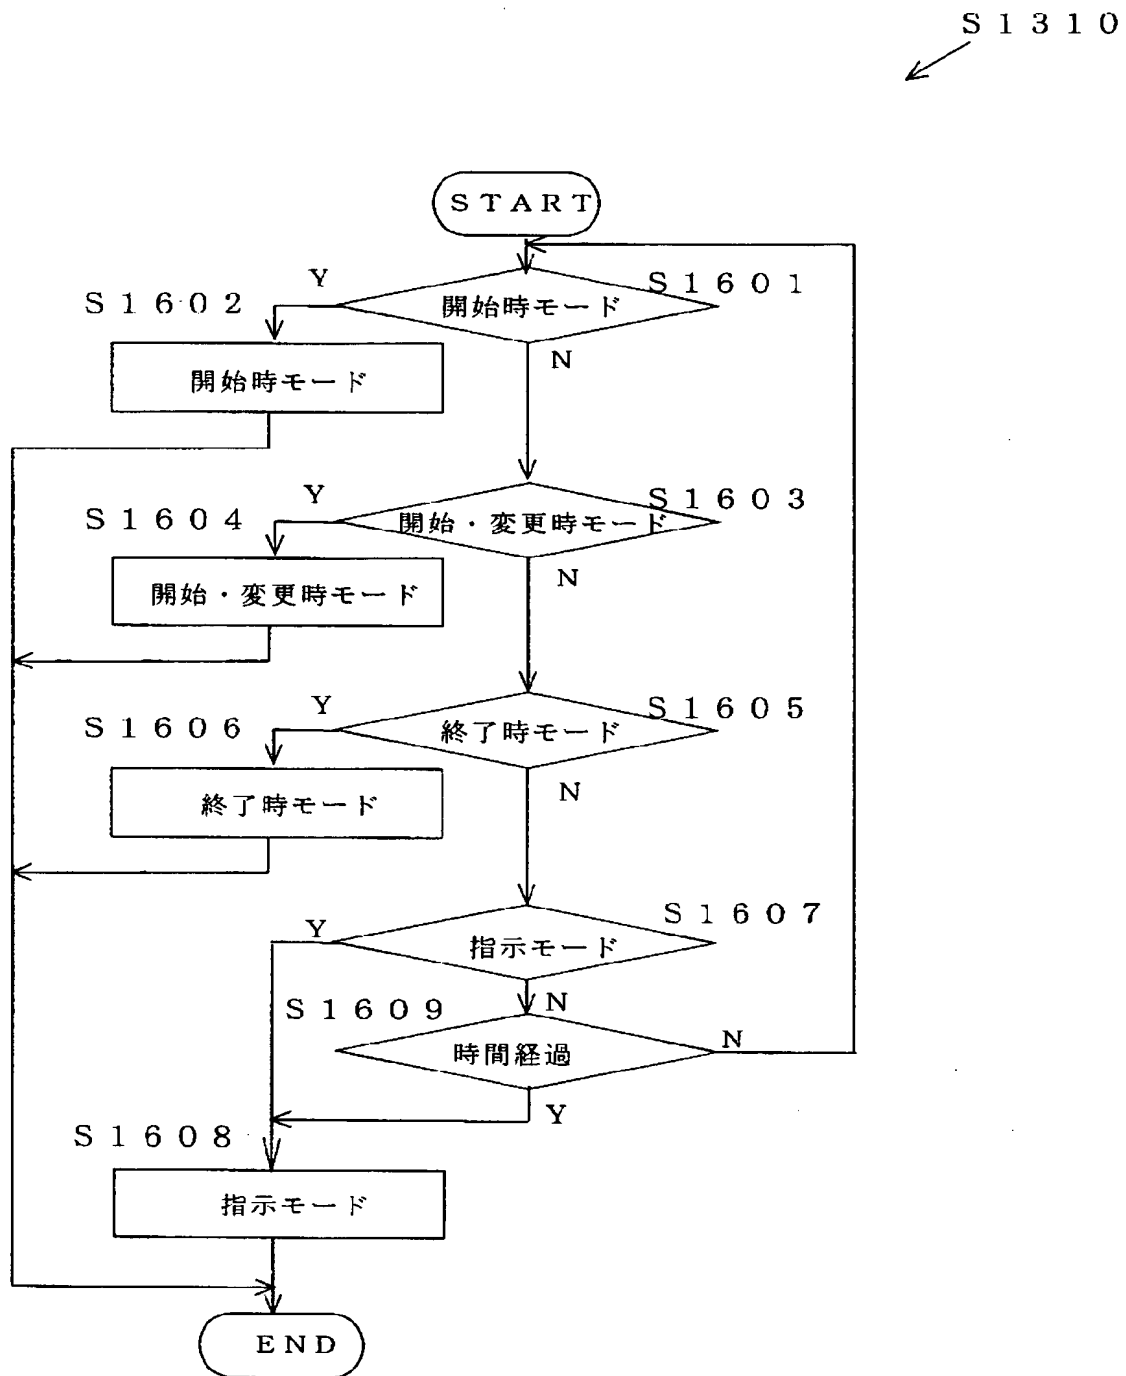 S1310
START
Y
S1601
S1602
開始時モード
開始時モード
N
Y
S1603
S1604
開始・変更時モード
開始・変更時モード
N
Y
S1605
S1606
終了時モード
終了時モード
N
Y
S1607
指示モード
N
S1609
時間経過
N
Y
S1608
指示モード
END